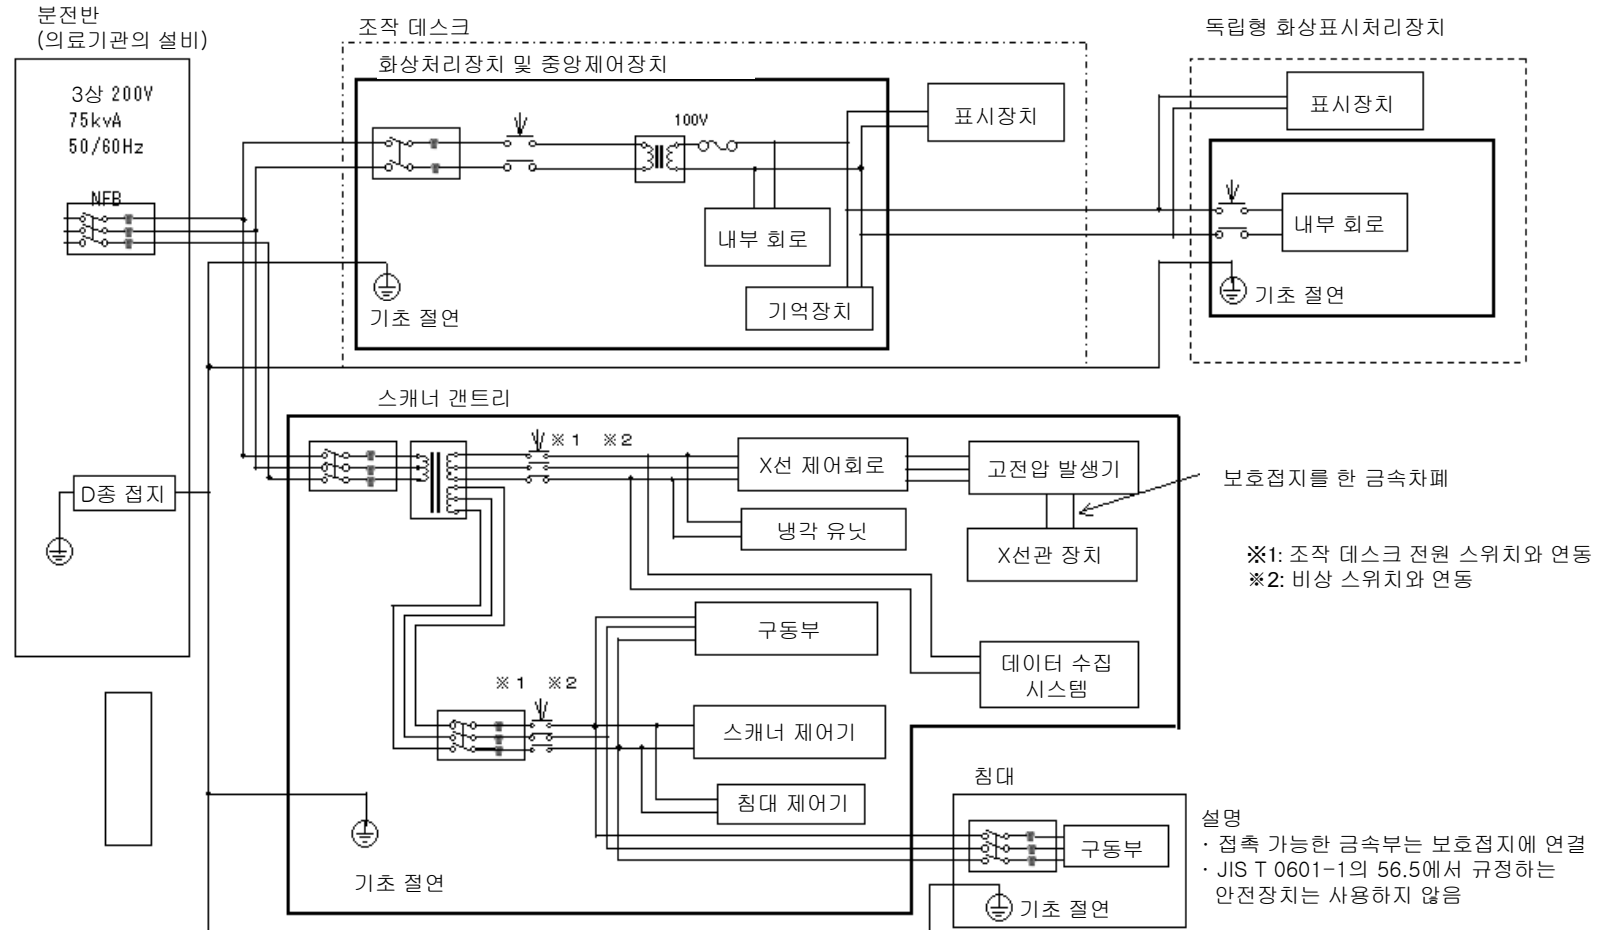 분전반
(의료기관의 설비)
3상 200V
75kvA
50/60Hz
NFB
D종 접지
조작 데스크
화상처리장치 및 중앙제어장치
100V
표시장치
내부 회로
기억장치
기초 절연
독립형 화상표시처리장치
표시장치
내부 회로
기초 절연
스캐너 갠트리
※1 ※2
X선 제어회로
고전압 발생기
냉각 유닛
X선관 장치
보호접지를 한 금속차폐
※1: 조작 데스크 전원 스위치와 연동
※2: 비상 스위치와 연동
구동부
데이터 수집
시스템
※1 ※2
스캐너 제어기
침대 제어기
기초 절연
침대
구동부
기초 절연
설명
· 접촉 가능한 금속부는 보호접지에 연결
· JIS T 0601-1의 56.5에서 규정하는
안전장치는 사용하지 않음